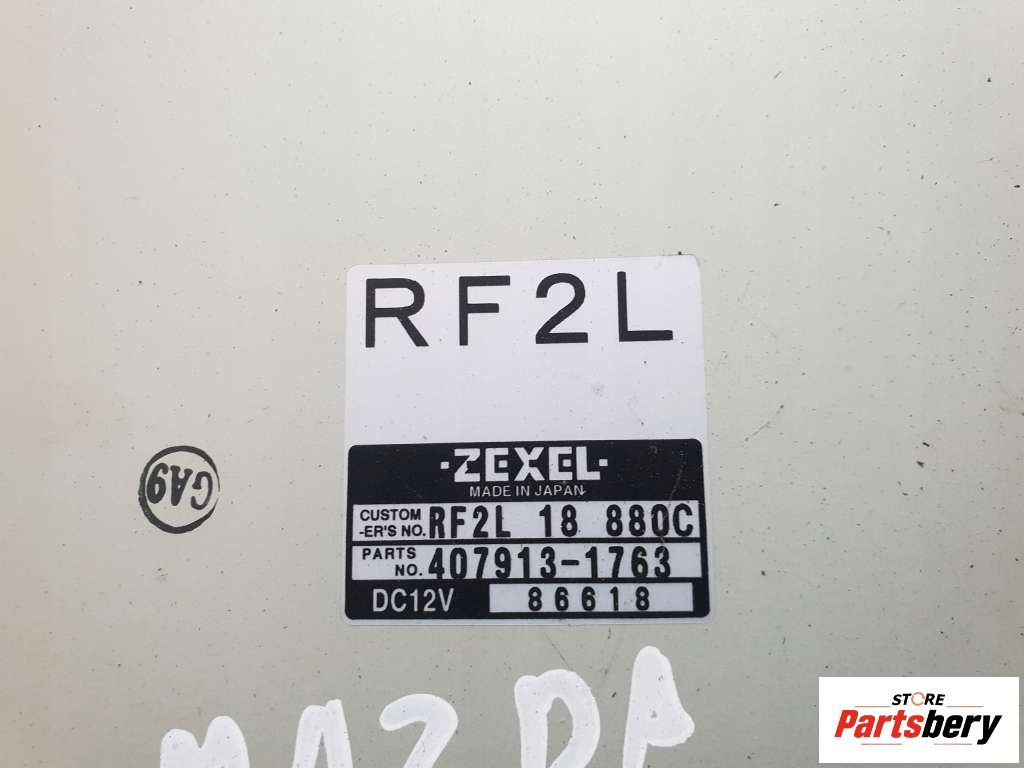 RF2L
GA9
·ZEXEL·
MADE IN JAPAN
CUSTOM
-ER'S NO. RF2L 18 880C
PARTS
NO. 407913-1763
DC12V 86618
MAZDA
STORE
Partsbery